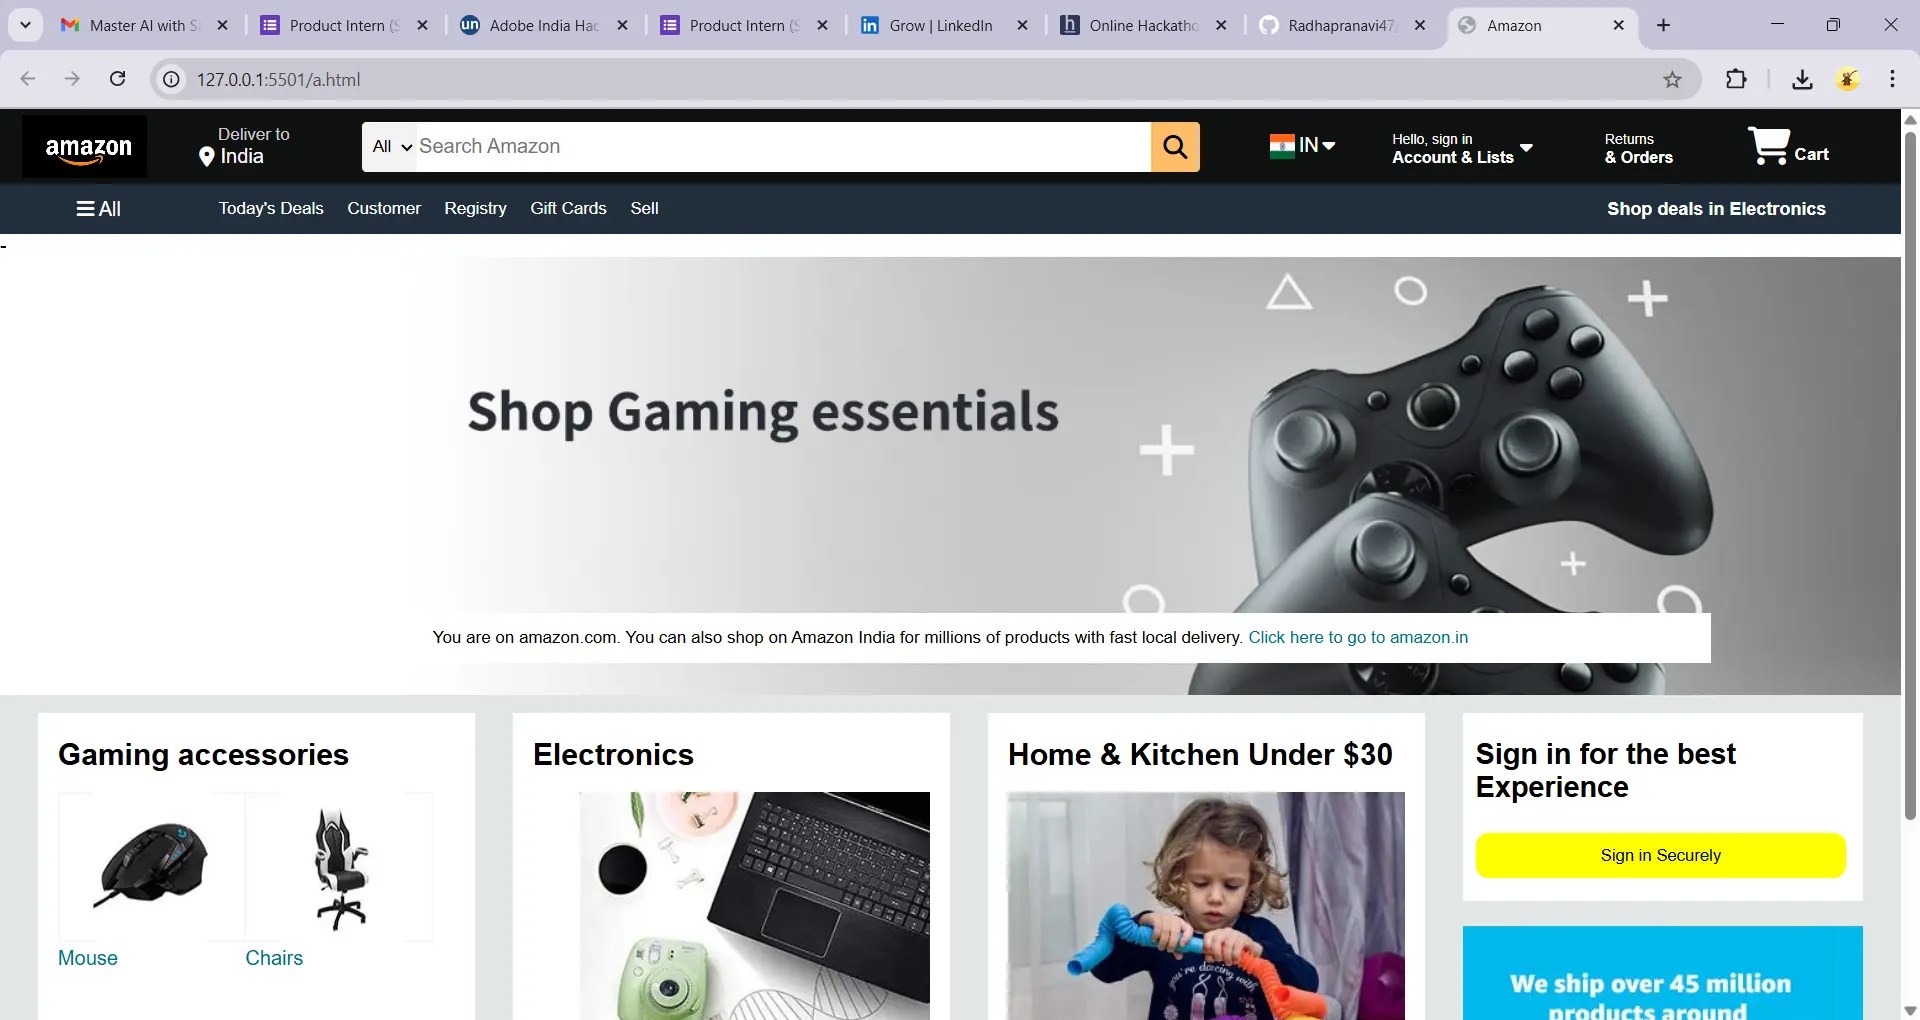 Master AI with S
Product Intern (S
Adobe India Hac
Product Intern (S
Grow | LinkedIn
Online Hackatho
Radhapranavi47/
Amazon
127.0.0.1:5501/a.html
amazon
Deliver to
India
All
Search Amazon
IN
Hello, sign in
Account & Lists
Returns
& Orders
Cart
All
Today's Deals
Customer
Registry
Gift Cards
Sell
Shop deals in Electronics
-
Shop Gaming essentials
You are on amazon.com. You can also shop on Amazon India for millions of products with fast local delivery. Click here to go to amazon.in
Gaming accessories
Mouse
Chairs
Electronics
Home & Kitchen Under $30
you're dancing with
Sign in for the best
Experience
Sign in Securely
We ship over 45 million
products around